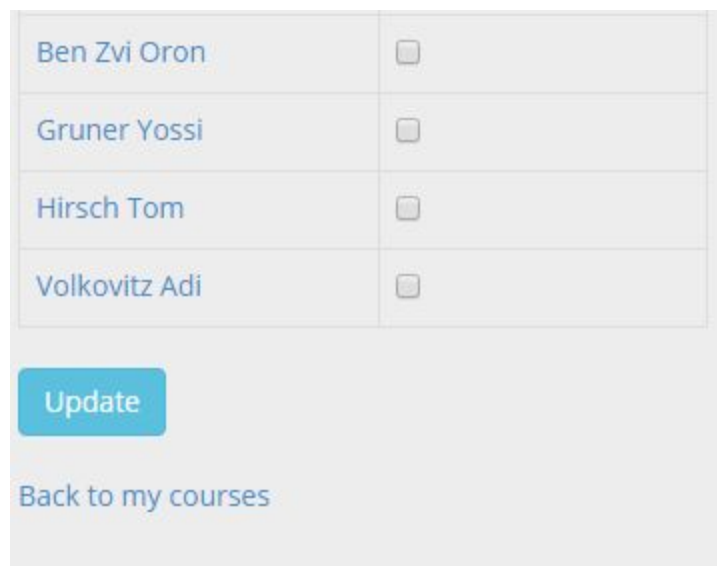 Ben Zvi Oron
Gruner Yossi
Hirsch Tom
Volkovitz Adi
Update
Back to my courses